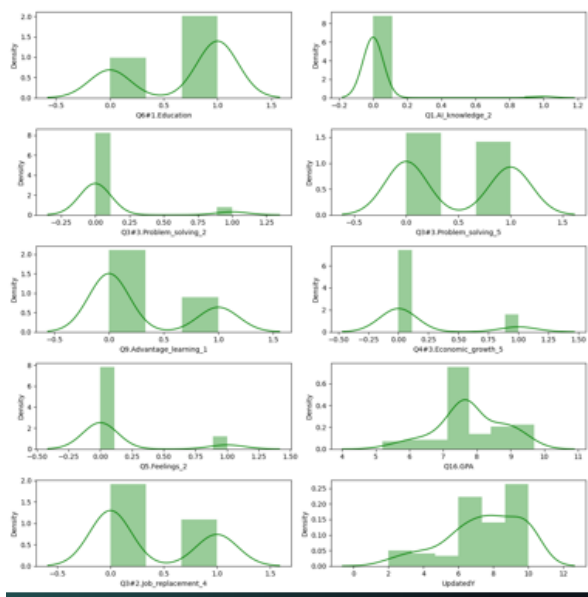 Density
2.0
1.5
1.0
0.5
0.0
-0.5 0.0 0.5 1.0 1.5
Q6#1.Education
Density
8
6
4
2
0
-0.2 0.0 0.2 0.4 0.6 0.8 1.0 1.2
Q1.AI_knowledge_2
Density
8
6
4
2
0
-0.25 0.00 0.25 0.50 0.75 1.00 1.25
Q3#3.Problem_solving_2
Density
1.5
1.0
0.5
0.0
-0.5 0.0 0.5 1.0 1.5
Q3#3.Problem_solving_5
Density
2.0
1.5
1.0
0.5
0.0
-0.5 0.0 0.5 1.0 1.5
Q9.Advantage_learning_1
Density
6
4
2
0
-0.50 -0.25 0.00 0.25 0.50 0.75 1.00 1.25 1.50
Q4#3.Economic_growth_5
Density
8
6
4
2
0
-0.50 -0.25 0.00 0.25 0.50 0.75 1.00 1.25 1.50
Q5.Feelings_2
Density
0.6
0.4
0.2
0.0
4 5 6 7 8 9 10 11
Q16.GPA
Density
2.0
1.5
1.0
0.5
0.0
-0.5 0.0 0.5 1.0 1.5
Q3#2.Job_replacement_4
Density
0.25
0.20
0.15
0.10
0.05
0.00
0 2 4 6 8 10 12
UpdatedY